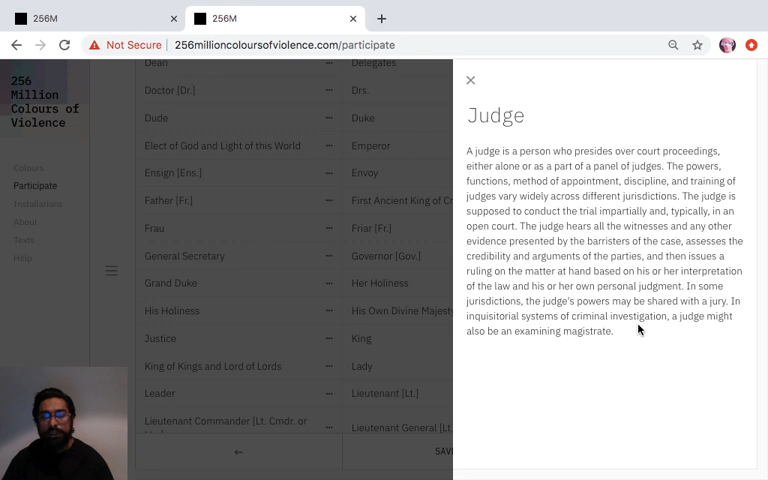 256M
256M
Not Secure 256millioncoloursofviolence.com/participate
256
Million
Colours of
Violence
Colours
Participate
Installations
About
Texts
Help
Dean Delegates
Doctor [Dr.] Drs.
Dude Duke
Elect of God and Light of this World Emperor
Ensign [Ens.] Envoy
Father [Fr.] First Ancient King of Cr
Frau Friar [Fr.]
General Secretary Governor [Gov.]
Grand Duke Her Holiness
His Holiness His Own Divine Majesty
Justice King
King of Kings and Lord of Lords Lady
Leader Lieutenant [Lt.]
Lieutenant Commander [Lt. Cmdr. or Lieutenant General [Lt
SAV
Judge
A judge is a person who presides over court proceedings,
either alone or as a part of a panel of judges. The powers,
functions, method of appointment, discipline, and training of
judges vary widely across different jurisdictions. The judge is
supposed to conduct the trial impartially and, typically, in an
open court. The judge hears all the witnesses and any other
evidence presented by the barristers of the case, assesses the
credibility and arguments of the parties, and then issues a
ruling on the matter at hand based on his or her interpretation
of the law and his or her own personal judgment. In some
jurisdictions, the judge's powers may be shared with a jury. In
inquisitorial systems of criminal investigation, a judge might
also be an examining magistrate.